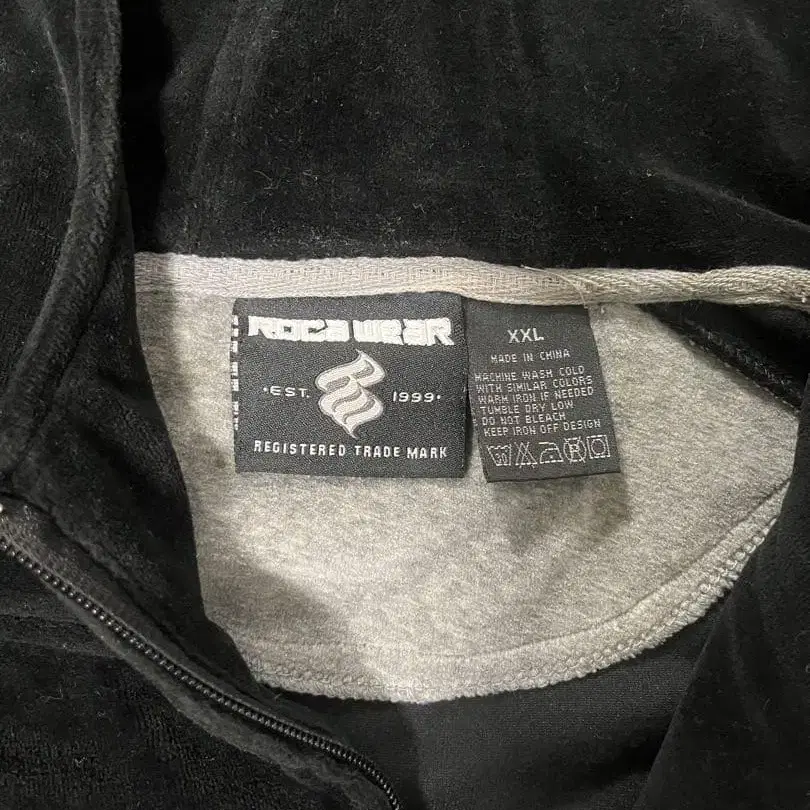 ROCAWEAR
·EST. 1999·
REGISTERED TRADE MARK
XXL
MADE IN CHINA
MACHINE WASH COLD
WITH SIMILAR COLORS
WARM IRON IF NEEDED
TUMBLE DRY LOW
DO NOT BLEACH
KEEP IRON OFF DESIGN